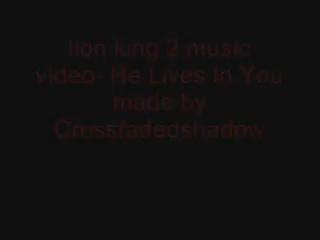 lion king 2 music
video- He Lives In You
made by
Crossfadedshadow